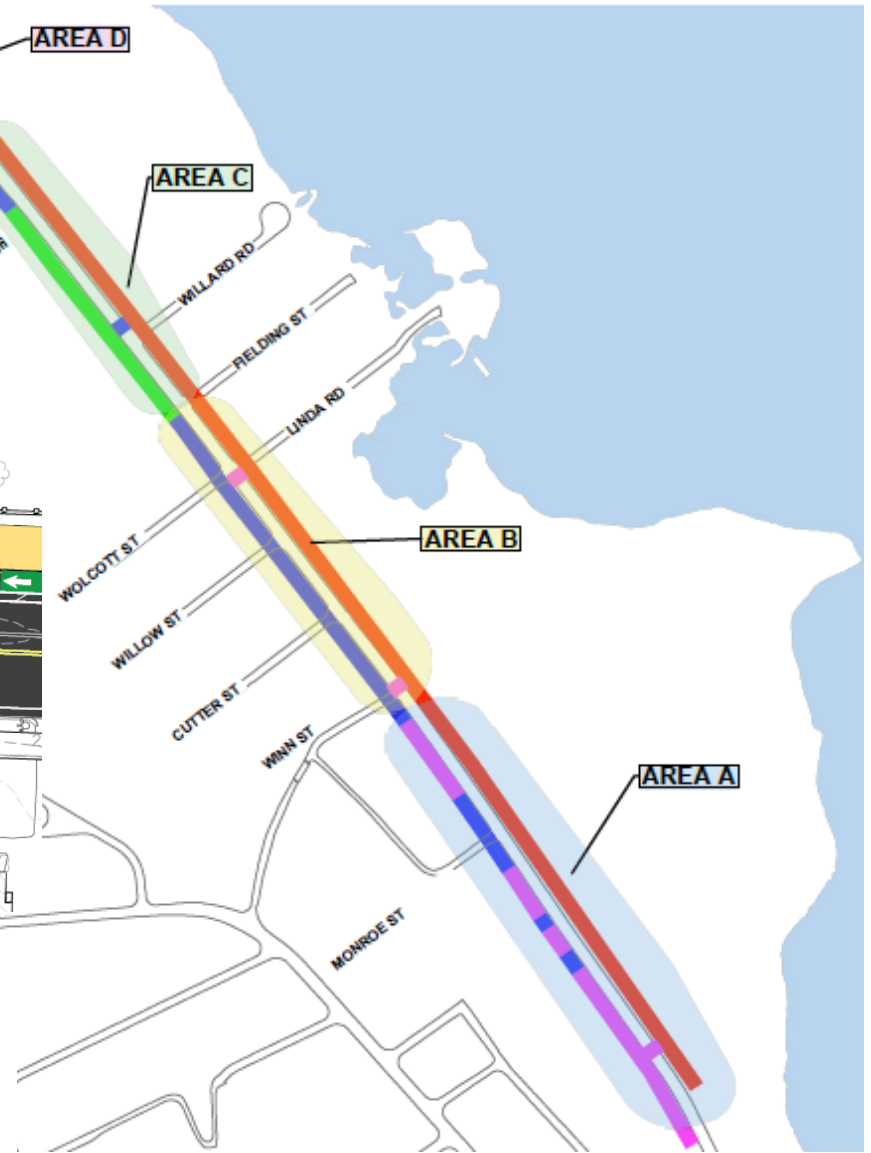 AREA D
AREA C
WILLARD RD
FIELDING ST
LINDA RD
AREA B
WOLCOTT ST
WILLOW ST
CUTTER ST
WINN ST
AREA A
MONROE ST